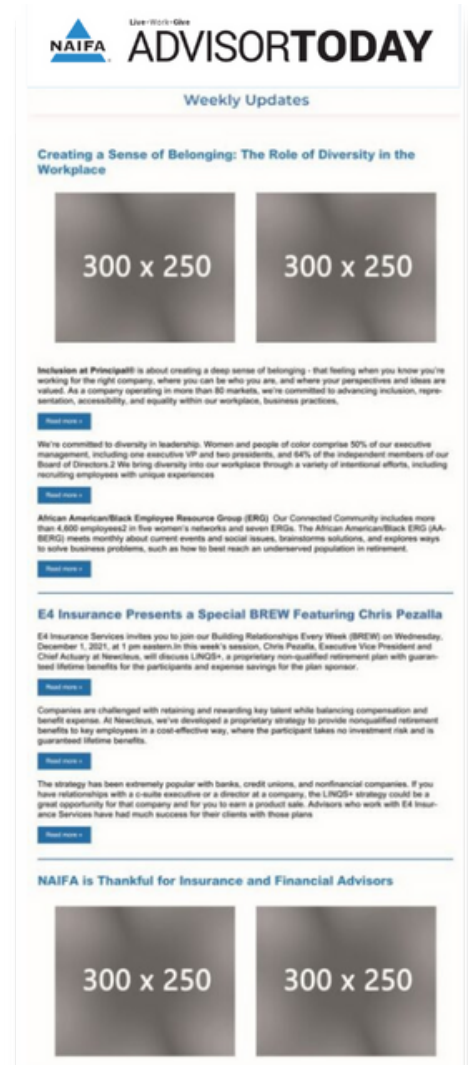 Live•Work•Give
NAIFA ADVISORTODAY
Weekly Updates
Creating a Sense of Belonging: The Role of Diversity in the
Workplace
300 x 250 300 x 250
Inclusion at Principal® is about creating a deep sense of belonging - that feeling when you know you're
working for the right company, where you can be who you are, and where your perspectives and ideas are
valued. As a company operating in more than 80 markets, we're committed to advancing inclusion, repre-
sentation, accessibility, and equality within our workplace, business practices,
Read more »
We're committed to diversity in leadership. Women and people of color comprise 50% of our executive
management, including one executive VP and two presidents, and 64% of the independent members of our
Board of Directors.2 We bring diversity into our workplace through a variety of intentional efforts, including
recruiting employees with unique experiences
Read more »
African American/Black Employee Resource Group (ERG) Our Connected Community includes more
than 4,600 employees2 in five women's networks and seven ERGs. The African American/Black ERG (AA-
BERG) meets monthly about current events and social issues, brainstorms solutions, and explores ways
to solve business problems, such as how to best reach an underserved population in retirement.
Read more »
E4 Insurance Presents a Special BREW Featuring Chris Pezalla
E4 Insurance Services invites you to join our Building Relationships Every Week (BREW) on Wednesday,
December 1, 2021, at 1 pm eastern.In this week's session, Chris Pezalla, Executive Vice President and
Chief Actuary at Newcleus, will discuss LINQS+, a proprietary non-qualified retirement plan with guaran-
teed lifetime benefits for the participants and expense savings for the plan sponsor.
Read more »
Companies are challenged with retaining and rewarding key talent while balancing compensation and
benefit expense. At Newcleus, we've developed a proprietary strategy to provide nonqualified retirement
benefits to key employees in a cost-effective way, where the participant takes no investment risk and is
guaranteed lifetime benefits.
Read more »
The strategy has been extremely popular with banks, credit unions, and nonfinancial companies. If you
have relationships with a c-suite executive or a director at a company, the LINQS+ strategy could be a
great opportunity for that company and for you to earn a product sale. Advisors who work with E4 Insur-
ance Services have had much success for their clients with those plans
Read more »
NAIFA is Thankful for Insurance and Financial Advisors
300 x 250 300 x 250